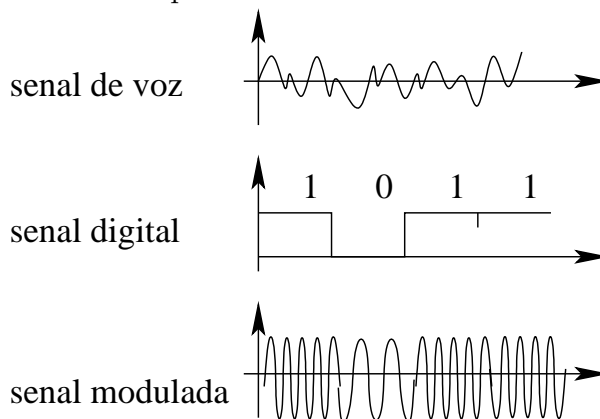 senal de voz
1 0 1 1
senal digital
senal modulada